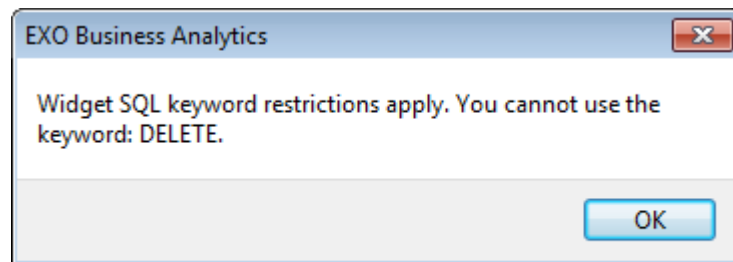 EXO Business Analytics
Widget SQL keyword restrictions apply. You cannot use the
keyword: DELETE.
OK